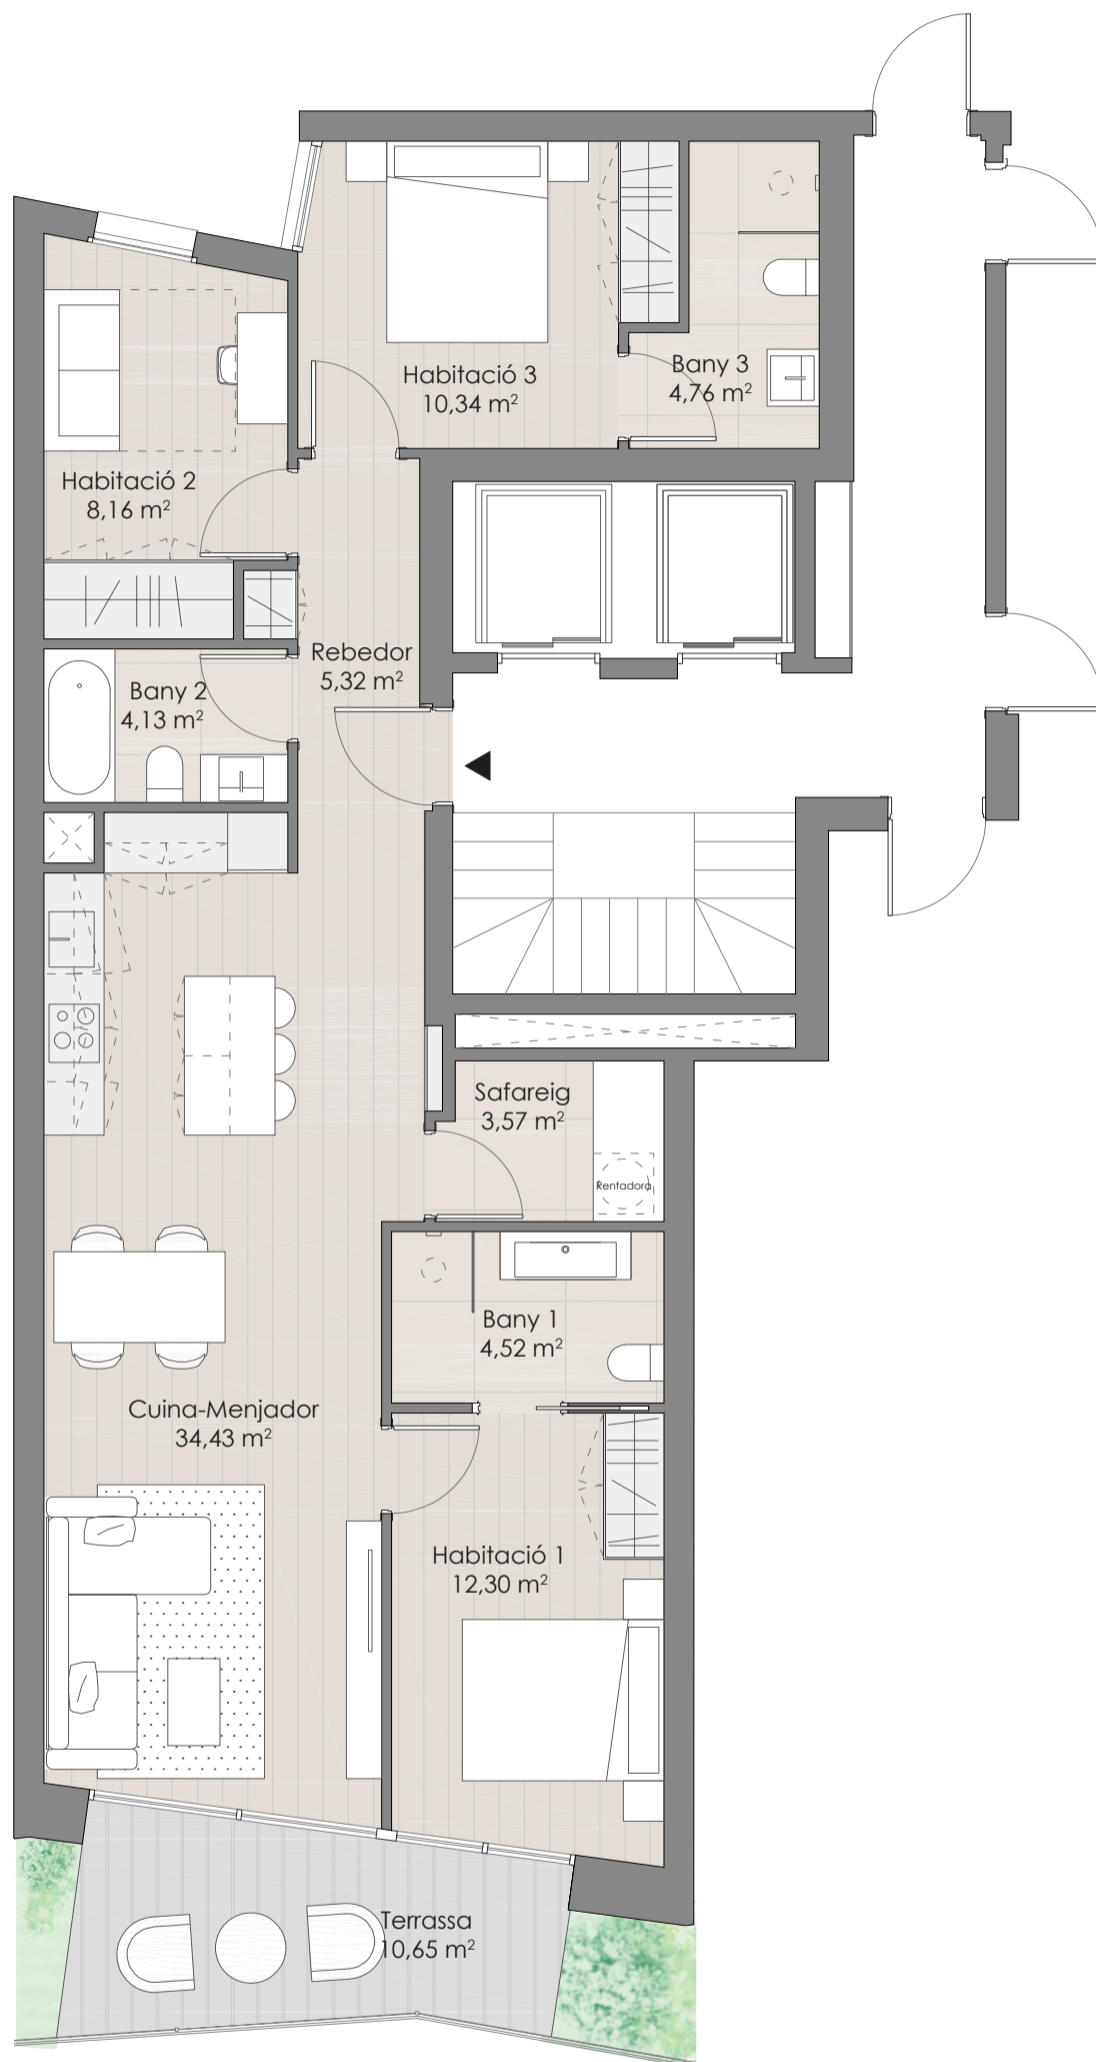 Habitació 3
10,34 m²
Bany 3
4,76 m²
Habitació 2
8,16 m²
Rebedor
5,32 m²
Bany 2
4,13 m²
Safareig
3,57 m²
Rentadora
Bany 1
4,52 m²
Cuina-Menjador
34,43 m²
Habitació 1
12,30 m²
Terrassa
10,65 m²